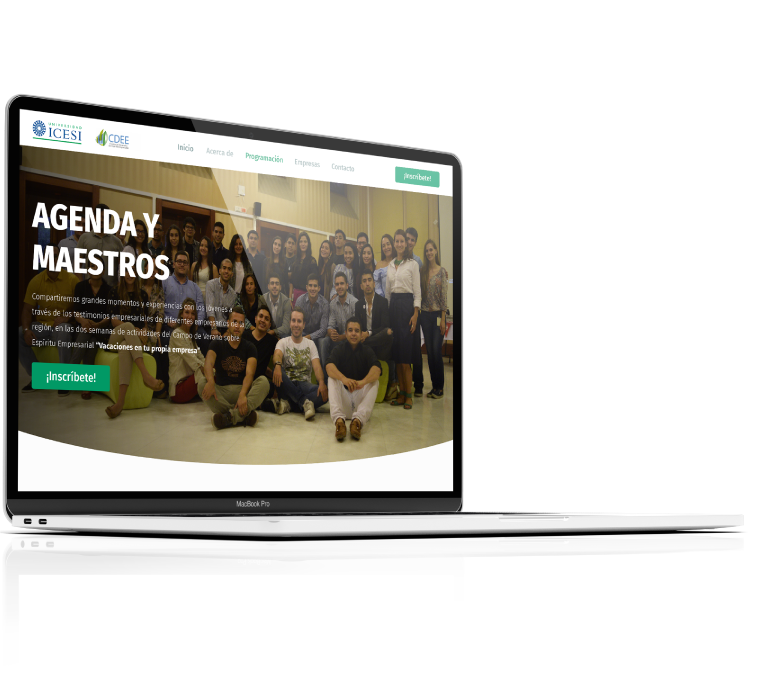 UNIVERSIDAD
ICESI
CDEE
Inicio Acerca de Programación Empresas Contacto
¡Inscríbete!
AGENDA Y
MAESTROS
Compartiremos grandes momentos y experiencias con los jóvenes a
través de los testimonios empresariales de diferentes empresarios de la
región, en las dos semanas de actividades del Campo de Verano sobre
Espíritu Empresarial "Vacaciones en tu propia empresa"
¡Inscríbete!
MacBook Pro